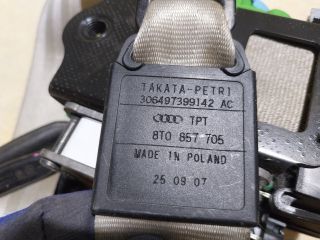 TAKATA-PETRI
306497399142 AC
TPT
8T0 857 705
MADE IN POLAND
25 09 07